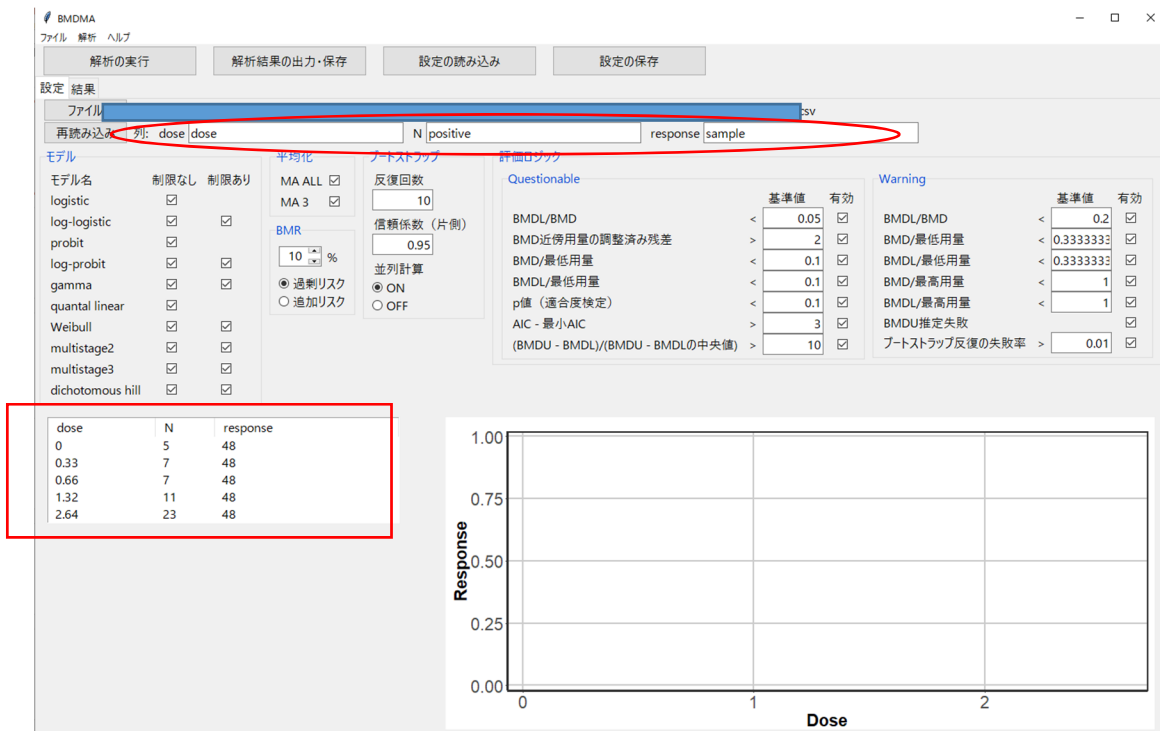 BMDMA
ファイル 解析 ヘルプ
解析の実行 解析結果の出力・保存 設定の読み込み 設定の保存
設定 結果
ファイル csv
再読み込み 列: dose dose N positive response sample
モデル
モデル名 制限なし 制限あり
logistic
log-logistic
probit
log-probit
gamma
quantal linear
Weibull
multistage2
multistage3
dichotomous hill
平均化
MA ALL
MA 3
BMR
10 %
過剰リスク
追加リスク
ブートストラップ
反復回数
10
信頼係数（片側）
0.95
並列計算
ON
OFF
評価ロジック
Questionable
基準値 有効
BMDL/BMD < 0.05
BMD近傍用量の調整済み残差 > 2
BMD/最低用量 < 0.1
BMDL/最低用量 < 0.1
p値（適合度検定） < 0.1
AIC - 最小AIC > 3
(BMDU - BMDL)/(BMDU - BMDLの中央値) > 10
Warning
基準値 有効
BMDL/BMD < 0.2
BMD/最低用量 < 0.3333333
BMDL/最低用量 < 0.3333333
BMD/最高用量 < 1
BMDL/最高用量 < 1
BMDU推定失敗
ブートストラップ反復の失敗率 > 0.01
dose N response
0 5 48
0.33 7 48
0.66 7 48
1.32 11 48
2.64 23 48
1.00
0.75
0.50
0.25
0.00
Response
0 1 2
Dose